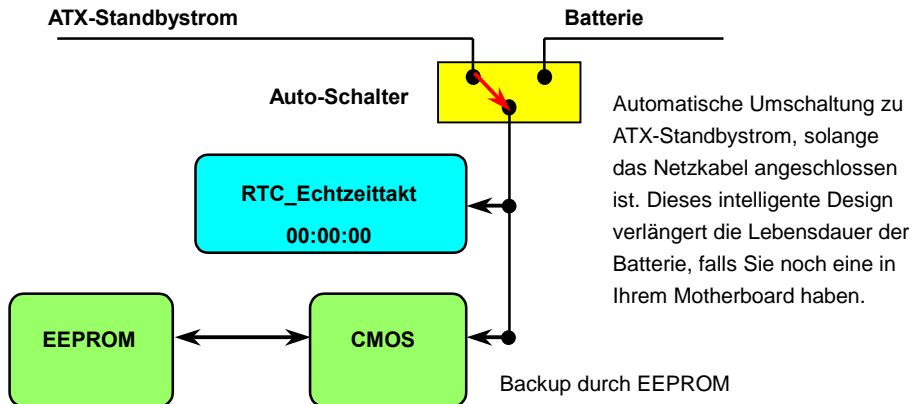 ATX-Standbystrom
Batterie
Auto-Schalter
Automatische Umschaltung zu
ATX-Standbystrom, solange
das Netzkabel angeschlossen
ist. Dieses intelligente Design
verlängert die Lebensdauer der
Batterie, falls Sie noch eine in
Ihrem Motherboard haben.
RTC_Echtzeittakt
00:00:00
EEPROM
CMOS
Backup durch EEPROM